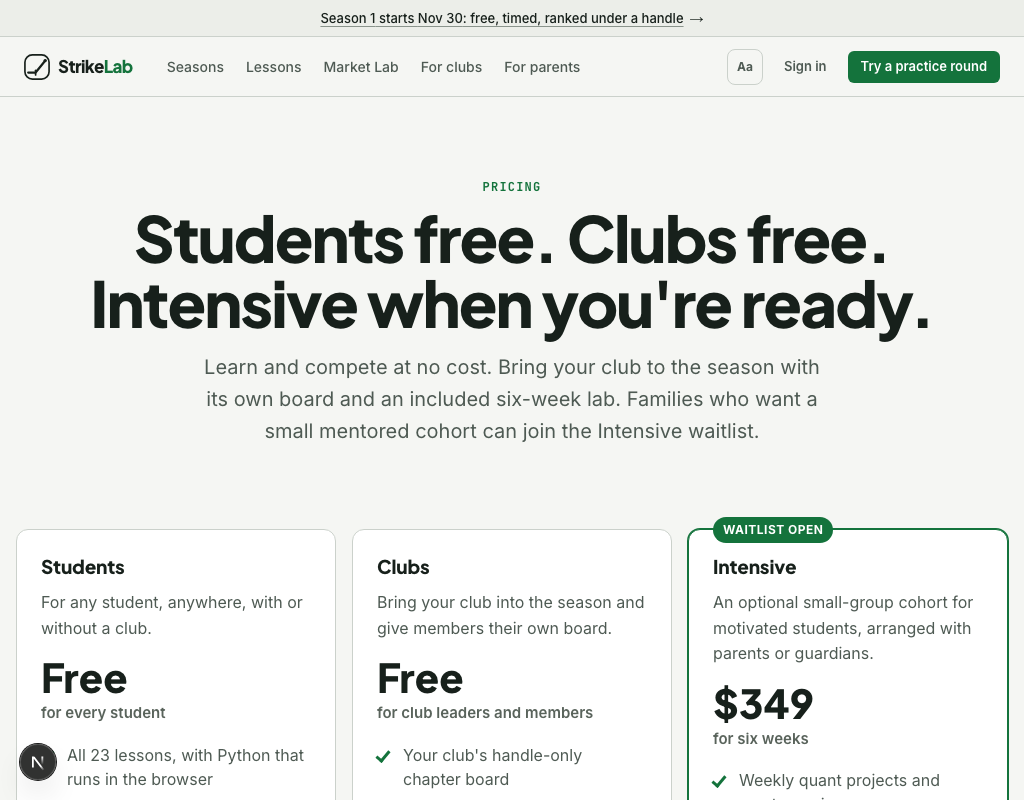 Season 1 starts Nov 30: free, timed, ranked under a handle →
StrikeLab
Seasons
Lessons
Market Lab
For clubs
For parents
Aa
Sign in
Try a practice round
PRICING
Students free. Clubs free.
Intensive when you're ready.
Learn and compete at no cost. Bring your club to the season with
its own board and an included six-week lab. Families who want a
small mentored cohort can join the Intensive waitlist.
Students
For any student, anywhere, with or
without a club.
Free
for every student
All 23 lessons, with Python that
runs in the browser
Clubs
Bring your club into the season and
give members their own board.
Free
for club leaders and members
Your club's handle-only
chapter board
WAITLIST OPEN
Intensive
An optional small-group cohort for
motivated students, arranged with
parents or guardians.
$349
for six weeks
Weekly quant projects and
N